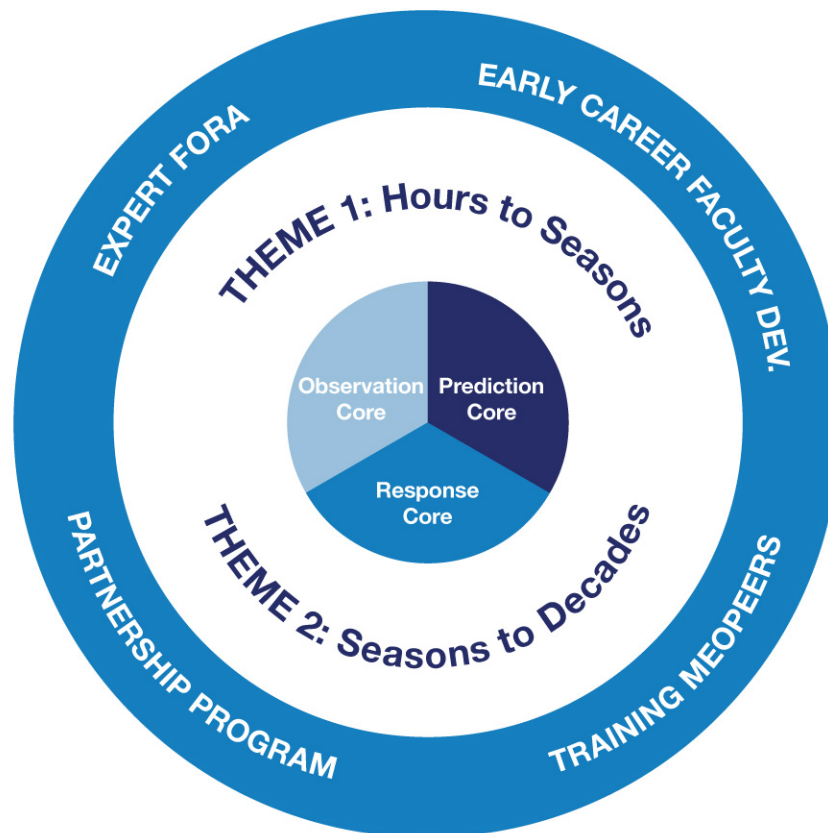 EXPERT FORA
EARLY CAREER FACULTY DEV.
THEME 1: Hours to Seasons
Observation
Core
Prediction
Core
Response
Core
THEME 2: Seasons to Decades
PARTNERSHIP PROGRAM
TRAINING MEOPEERS